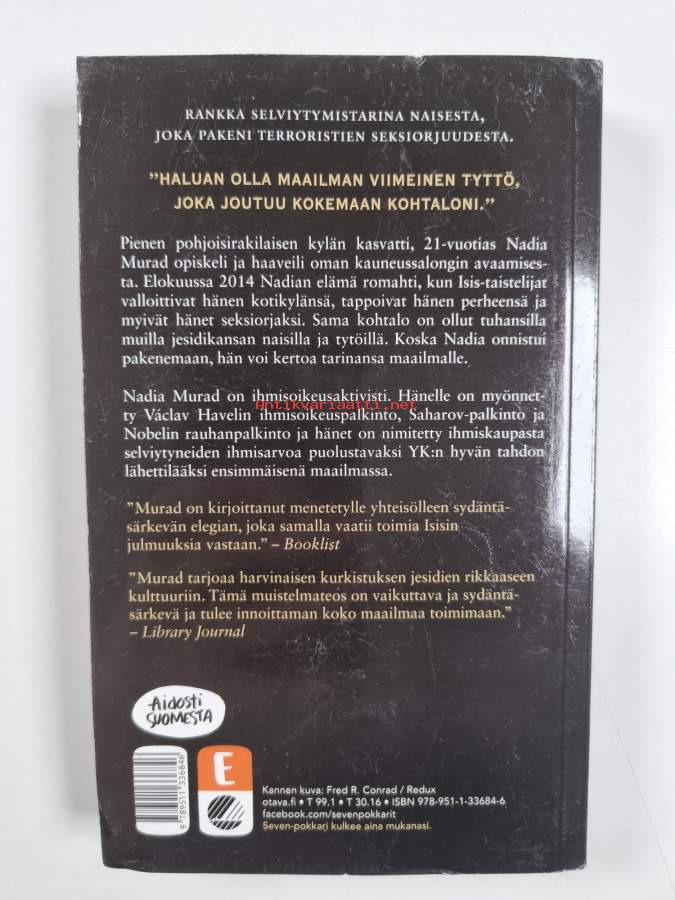 RANKKA SELVIYTYMISTARINA NAISESTA,
JOKA PAKENI TERRORISTIEN SEKSIORJUUDESTA.
”HALUAN OLLA MAAILMAN VIIMEINEN TYTTÖ,
JOKA JOUTUU KOKEMAAN KOHTALONI.”
Pienen pohjoisirakilaisen kylän kasvatti, 21-vuotias Nadia
Murad opiskeli ja haaveili oman kauneussalongin avaamises-
ta. Elokuussa 2014 Nadian elämä romahti, kun Isis-taistelijat
valloittivat hänen kotikylänsä, tappoivat hänen perheensä ja
myivät hänet seksiorjaksi. Sama kohtalo on ollut tuhansilla
muilla jesidikansan naisilla ja tytöillä. Koska Nadia onnistui
pakenemaan, hän voi kertoa tarinansa maailmalle.
Nadia Murad on ihmisoikeusaktivisti. Hänelle on myönnet-
Antikvariaatti.net
ty Václav Havelin ihmisoikeuspalkinto, Saharov-palkinto ja
Nobelin rauhanpalkinto ja hänet on nimitetty ihmiskaupasta
selviytyneiden ihmisarvoa puolustavaksi YK:n hyvän tahdon
lähettilääksi ensimmäisenä maailmassa.
”Murad on kirjoittanut menetetylle yhteisölleen sydäntä-
särkevän elegian, joka samalla vaatii toimia Isisin
julmuuksia vastaan.” – Booklist
”Murad tarjoaa harvinaisen kurkistuksen jesidien rikkaaseen
kulttuuriin. Tämä muistelmateos on vaikuttava ja sydäntä-
särkevä ja tulee innoittaman koko maailmaa toimimaan.”
– Library Journal
Aidosti
SUOMESTA
9 789511 336846
E
Kannen kuva: Fred R. Conrad / Redux
otava.fi • T 99.1 • T 30.16 • ISBN 978-951-1-33684-6
facebook.com/sevenpokkarit
Seven-pokkari kulkee aina mukanasi.